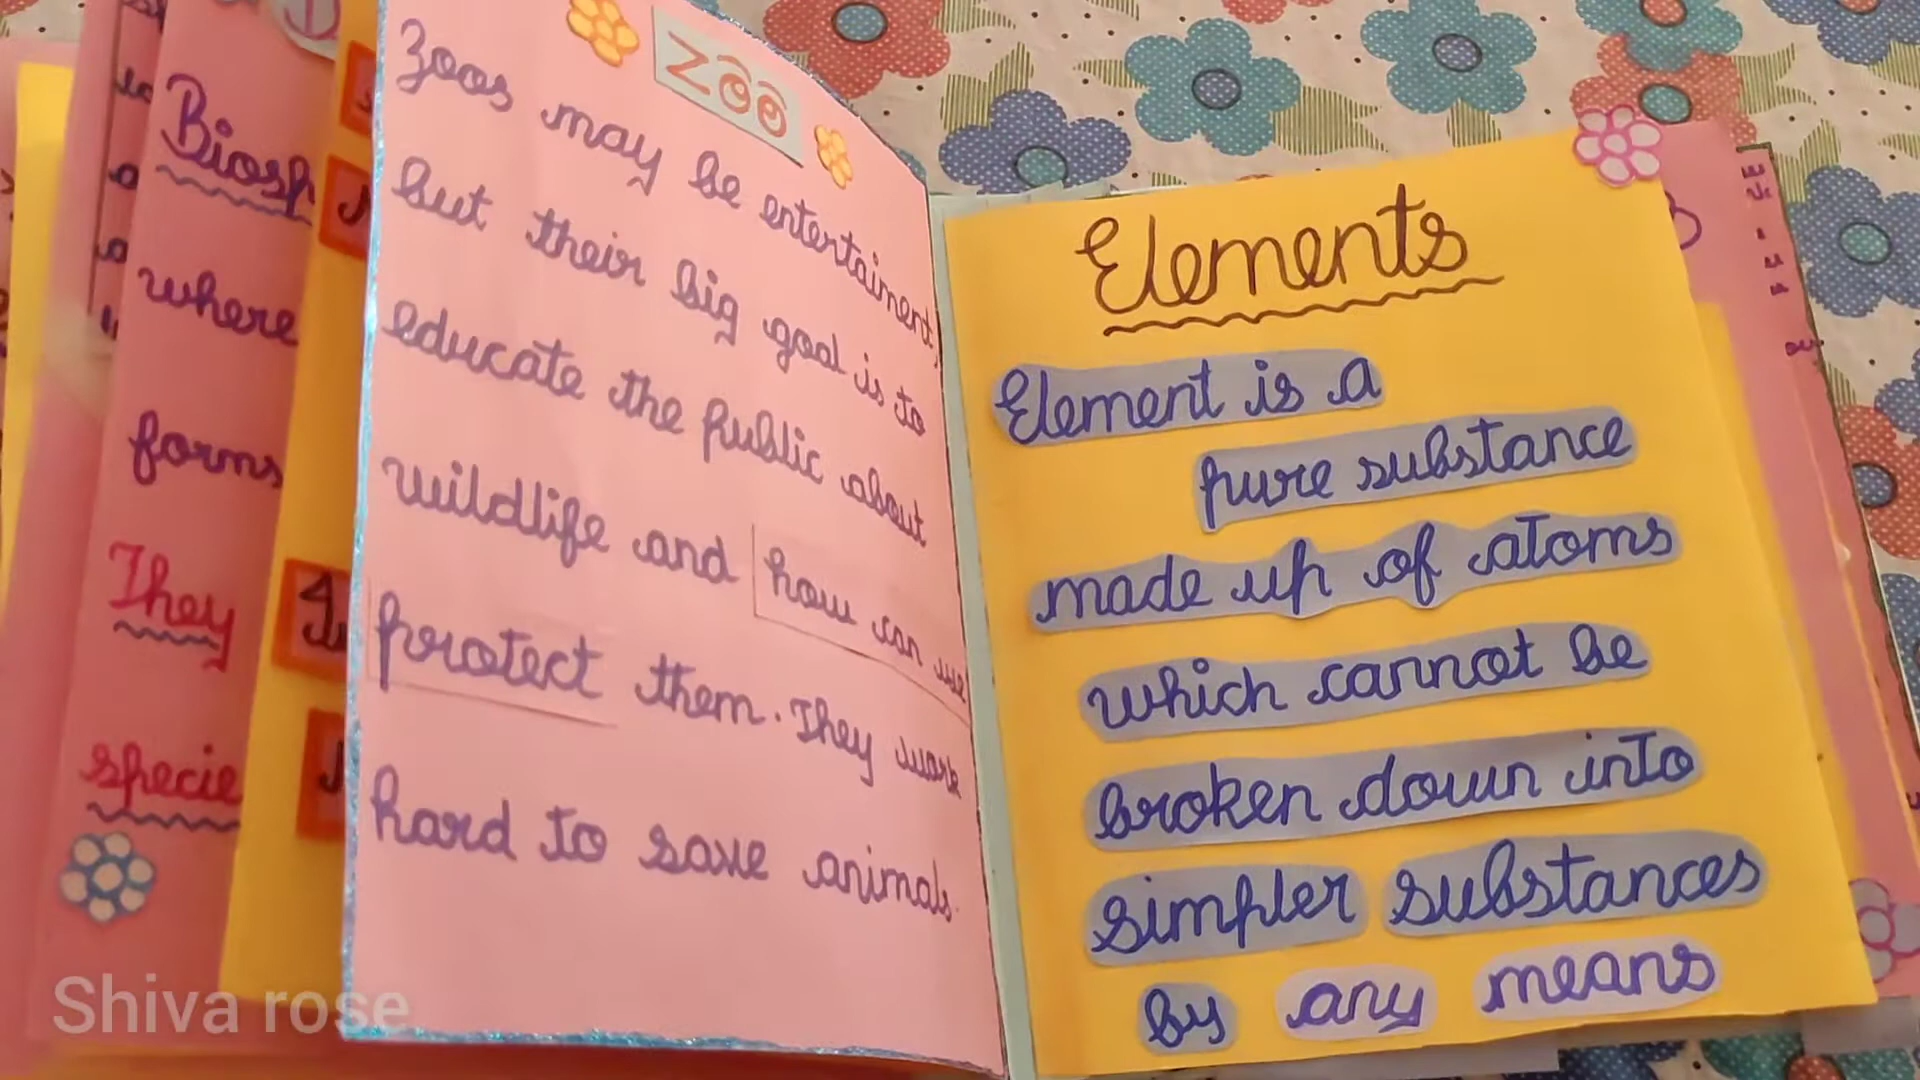 Biosp
where
forms
They
specie
ZOO
Zoos may be entertaiment,
but their big goal is to
educate the public about
wildlife and how can we
protect them. They work
hard to save animals.
Elements
Element is a
pure substance
made up of atoms
which cannot be
broken down into
simpler substances
by any means
Shiva rose